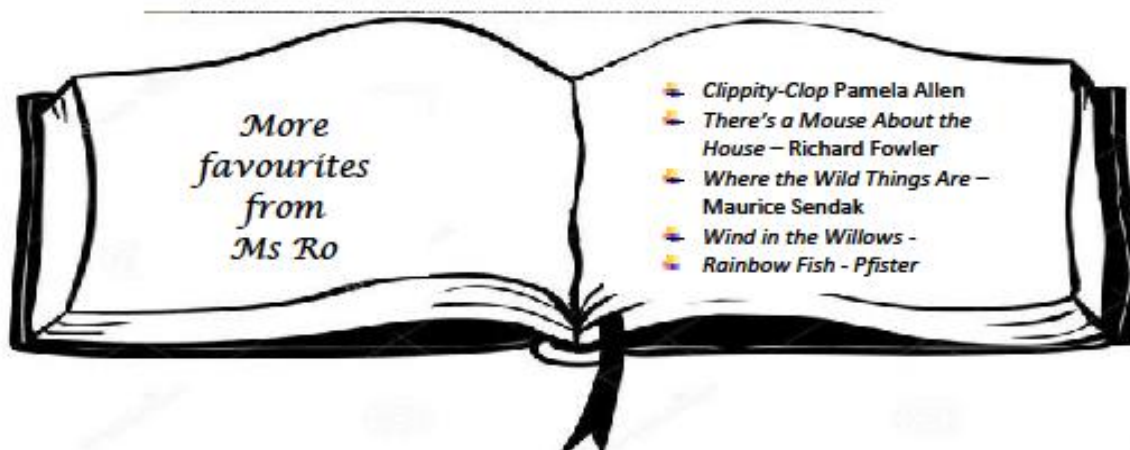 More
favourites
from
Ms Ro
Clippity-Clop Pamela Allen
There's a Mouse About the
House – Richard Fowler
Where the Wild Things Are –
Maurice Sendak
Wind in the Willows -
Rainbow Fish - Pfister